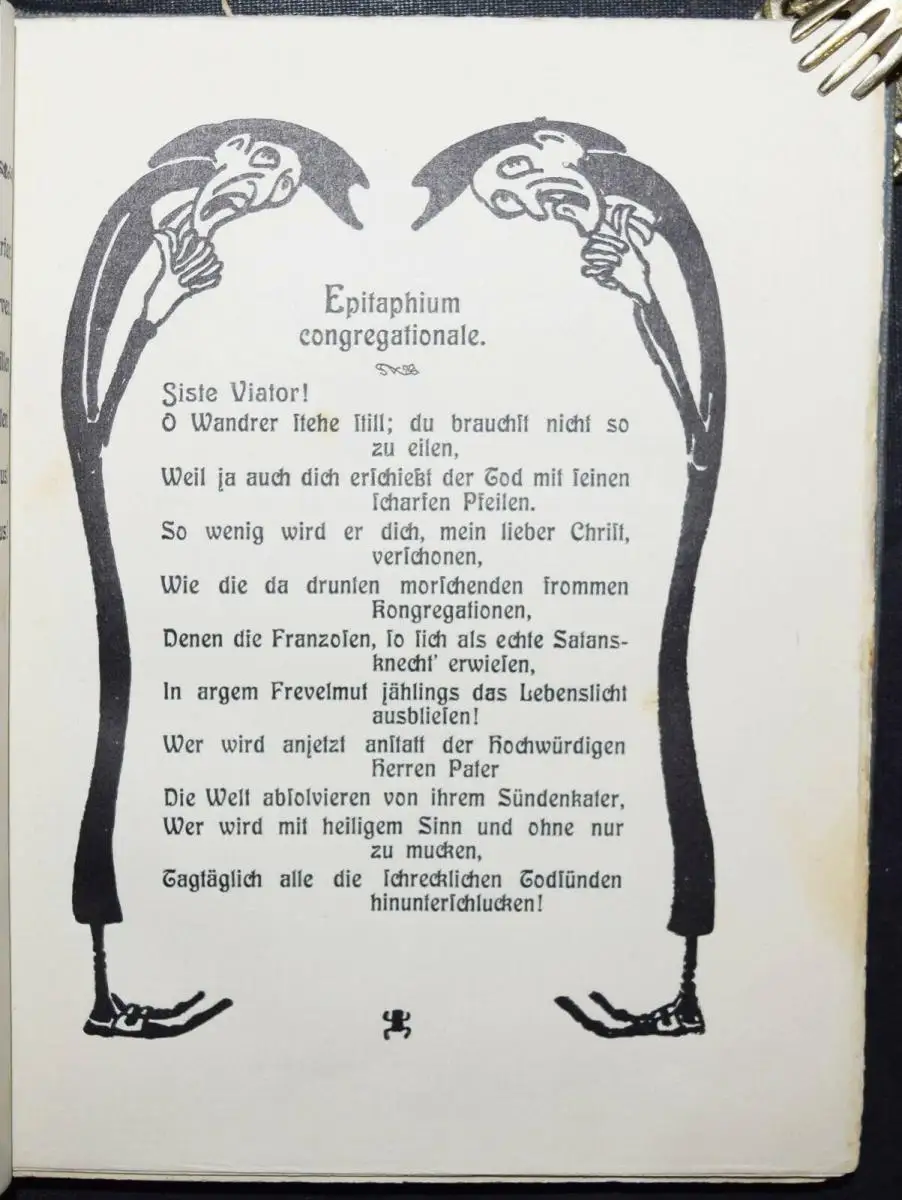 Epitaphium
congregationale.
Siste Viator!
O Wandrer ſtehe ſtill; du brauchſt nicht so
zu eilen,
Weil ja auch dich erſchießt der Tod mit ſeinen
ſcharfen Pfeilen.
So wenig wird er dich, mein lieber Chriſt,
verſchonen,
Wie die da drunten morſchenden frommen
Kongregationen,
Denen die Franzoſen, ſo ſich als echte Satans-
knecht' erwieſen,
In argem Frevelmut jählings das Lebenslicht
ausblieſen!
Wer wird anjetzt anſtatt der Hochwürdigen
Herren Pater
Die Welt abſolvieren von ihrem Sündenkater,
Wer wird mit heiligem Sinn und ohne nur
zu mucken,
Tagtäglich alle die ſchrecklichen Todſünden
hinunterſchlucken!